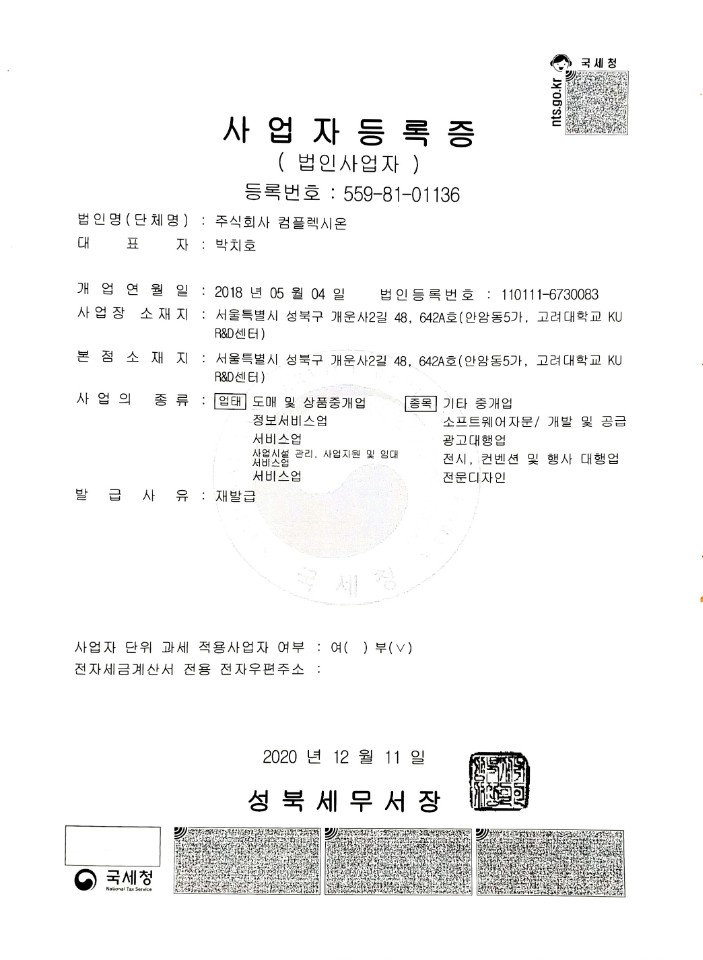 국세청
nts.go.kr
사업자등록증
( 법인사업자 )
등록번호 : 559-81-01136
법인명(단체명) : 주식회사 컴플렉시온
대 표 자 : 박치호
개업연월일 : 2018 년 05 월 04 일 법인등록번호 : 110111-6730083
사업장 소재지 : 서울특별시 성북구 개운사2길 48, 642A호(안암동5가, 고려대학교 KU
R&D센터)
본점소재지 : 서울특별시 성북구 개운사2길 48, 642A호(안암동5가, 고려대학교 KU
R&D센터)
사업의 종류 : 업태 도매 및 상품중개업 종목 기타 중개업
정보서비스업 소프트웨어자문/ 개발 및 공급
서비스업 광고대행업
사업시설 관리, 사업지원 및 임대
서비스업 전시, 컨벤션 및 행사 대행업
서비스업 전문디자인
발급사유 : 재발급
국세청
사업자 단위 과세 적용사업자 여부 : 여( ) 부(∨)
전자세금계산서 전용 전자우편주소 :
2020 년 12 월 11 일
성북세무서장
국세청
National Tax Service